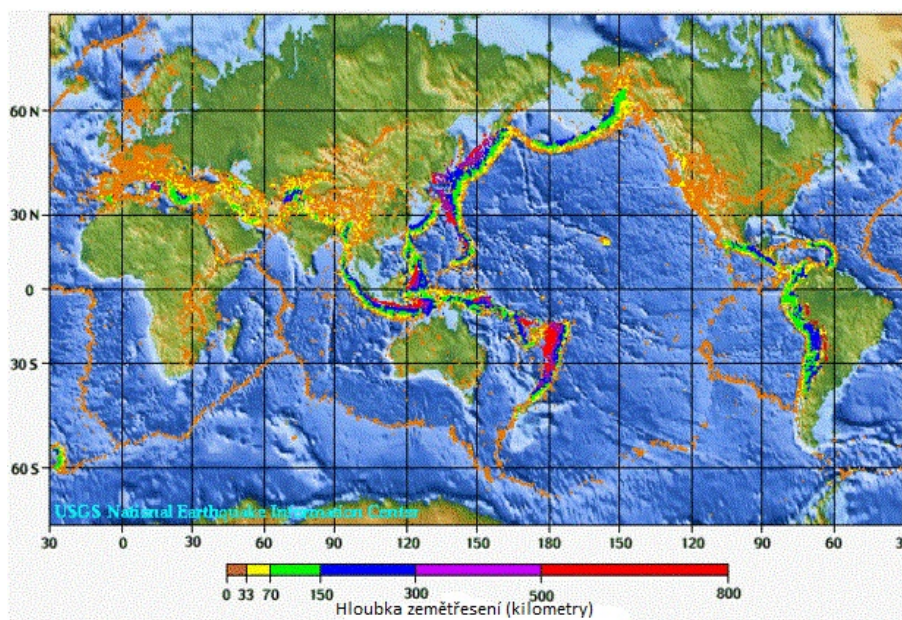 60 N
30 N
0
30 S
60 S
USGS National Earthquake Information Center
30 0 30 60 90 120 150 180 150 120 90 60
0 33 70 150 300 500 800
Hloubka zemětřesení (kilometry)